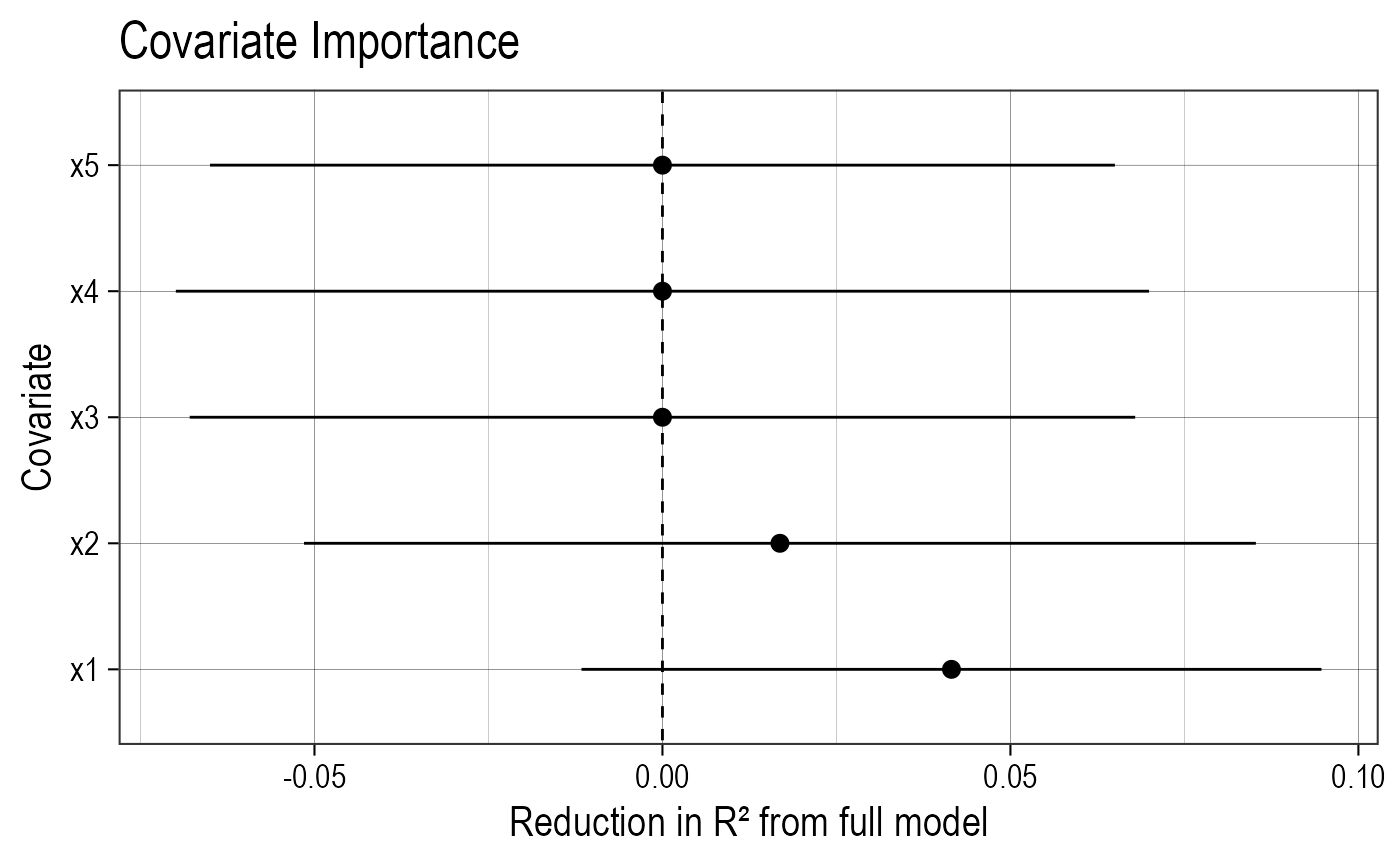 Covariate Importance
x5
x4
x3
x2
x1
Covariate
-0.05 0.00 0.05 0.10
Reduction in R² from full model